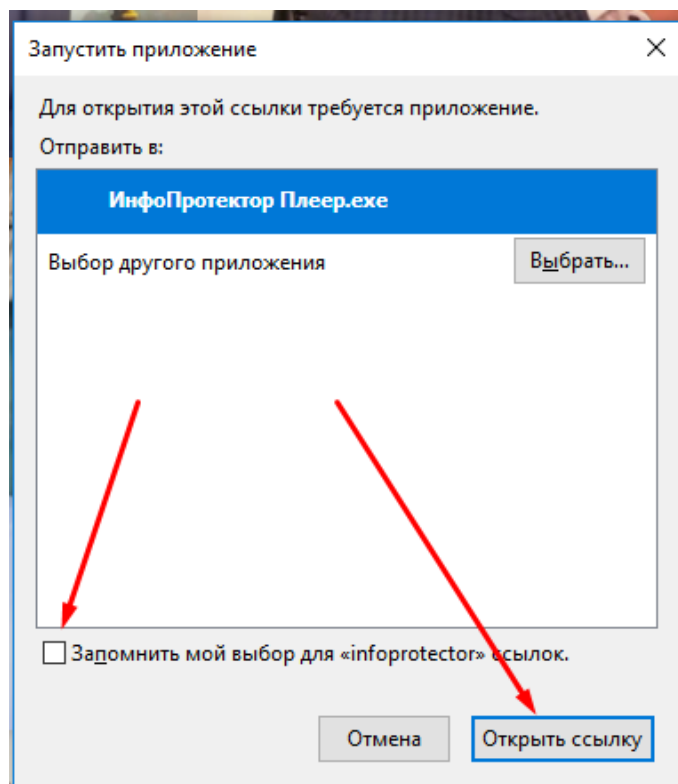 Запустить приложение
Для открытия этой ссылки требуется приложение.
Отправить в:
ИнфоПротектор Плеер.exe
Выбор другого приложения
Выбрать...
Запомнить мой выбор для «infoprotector» ссылок.
Отмена
Открыть ссылку